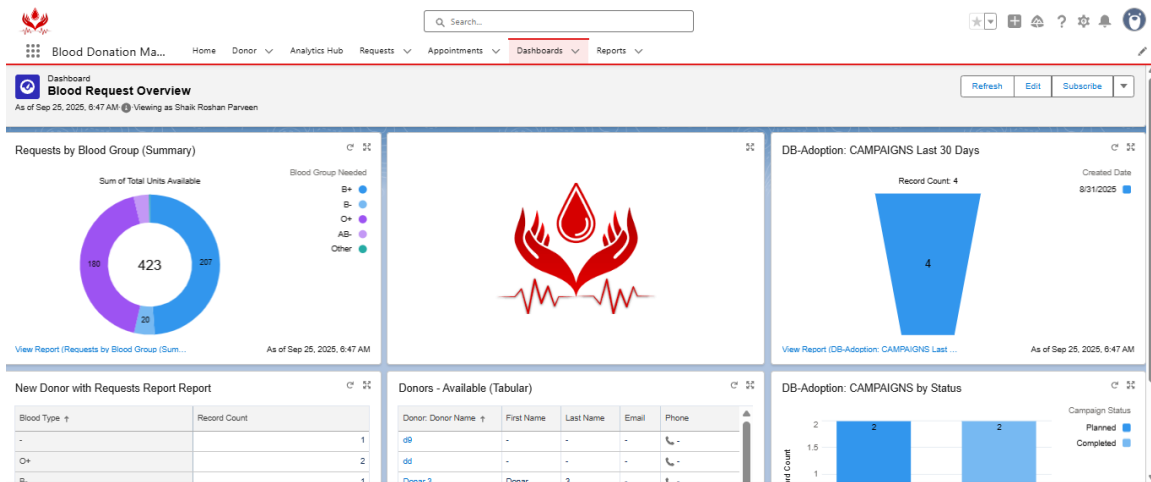 Search...
Blood Donation Ma...
Home
Donor
Analytics Hub
Requests
Appointments
Dashboards
Reports
Dashboard
Blood Request Overview
As of Sep 25, 2025, 6:47 AM·Viewing as Shaik Roshan Parveen
Refresh
Edit
Subscribe
Requests by Blood Group (Summary)
Sum of Total Units Available
Blood Group Needed
B+
B-
O+
AB-
Other
180
423
207
20
View Report (Requests by Blood Group (Sum...
As of Sep 25, 2025, 6:47 AM
DB-Adoption: CAMPAIGNS Last 30 Days
Record Count: 4
Created Date
8/31/2025
4
View Report (DB-Adoption: CAMPAIGNS Last ...
As of Sep 25, 2025, 6:47 AM
New Donor with Requests Report Report
Blood Type ↑ Record Count
- 1
O+ 2
B- 1
Donors - Available (Tabular)
Donor: Donor Name ↑ First Name Last Name Email Phone
d9 - - - -
dd - - - -
Donar 3 Donar 3 - -
DB-Adoption: CAMPAIGNS by Status
Campaign Status
Planned
Completed
2
1.5
1
2
2